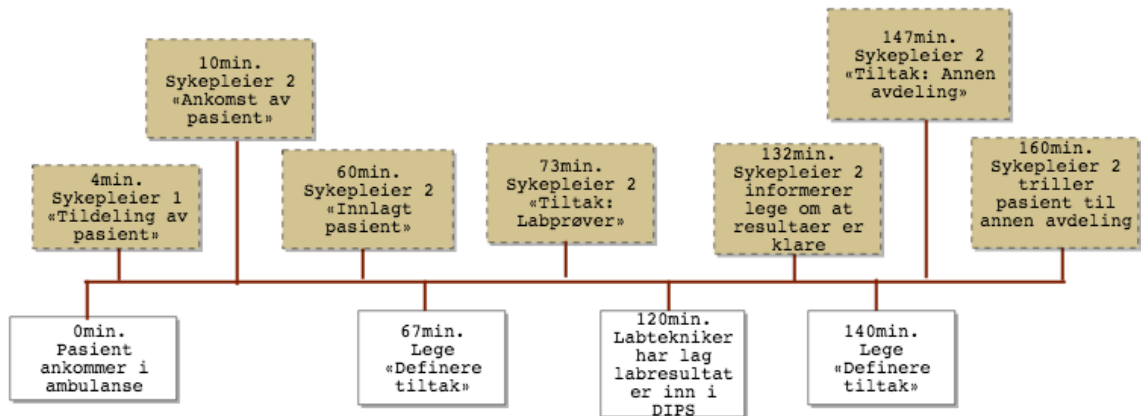 10min.
Sykepleier 2
«Ankomst av
pasient»
147min.
Sykepleier 2
«Tiltak: Annen
avdeling»
4min.
Sykepleier 1
«Tildeling av
pasient»
60min.
Sykepleier 2
«Innlagt
pasient»
73min.
Sykepleier 2
«Tiltak:
Labprøver»
132min.
Sykepleier 2
informerer
lege om at
resultaer er
klare
160min.
Sykepleier 2
triller
pasient til
annen avdeling
0min.
Pasient
ankommer i
ambulanse
67min.
Lege
«Definere
tiltak»
120min.
Labtekniker
har lag
labresultat
er inn i
DIPS
140min.
Lege
«Definere
tiltak»